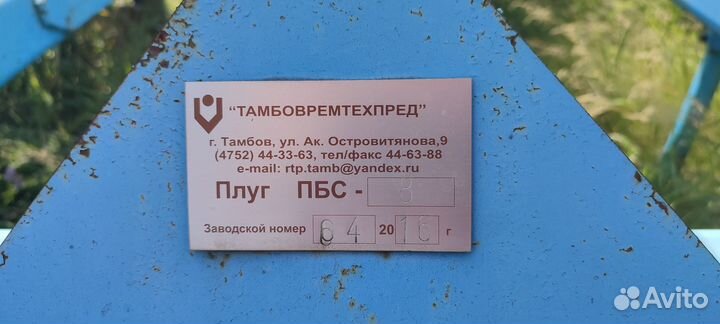 "ТАМБОВРЕМТЕХПРЕД"
г. Тамбов, ул. Ак. Островитянова,9
(4752) 44-33-63, тел/факс 44-63-88
e-mail: rtp.tamb@yandex.ru
Плуг ПБС - 8
Заводской номер 64 2016 г
Avito